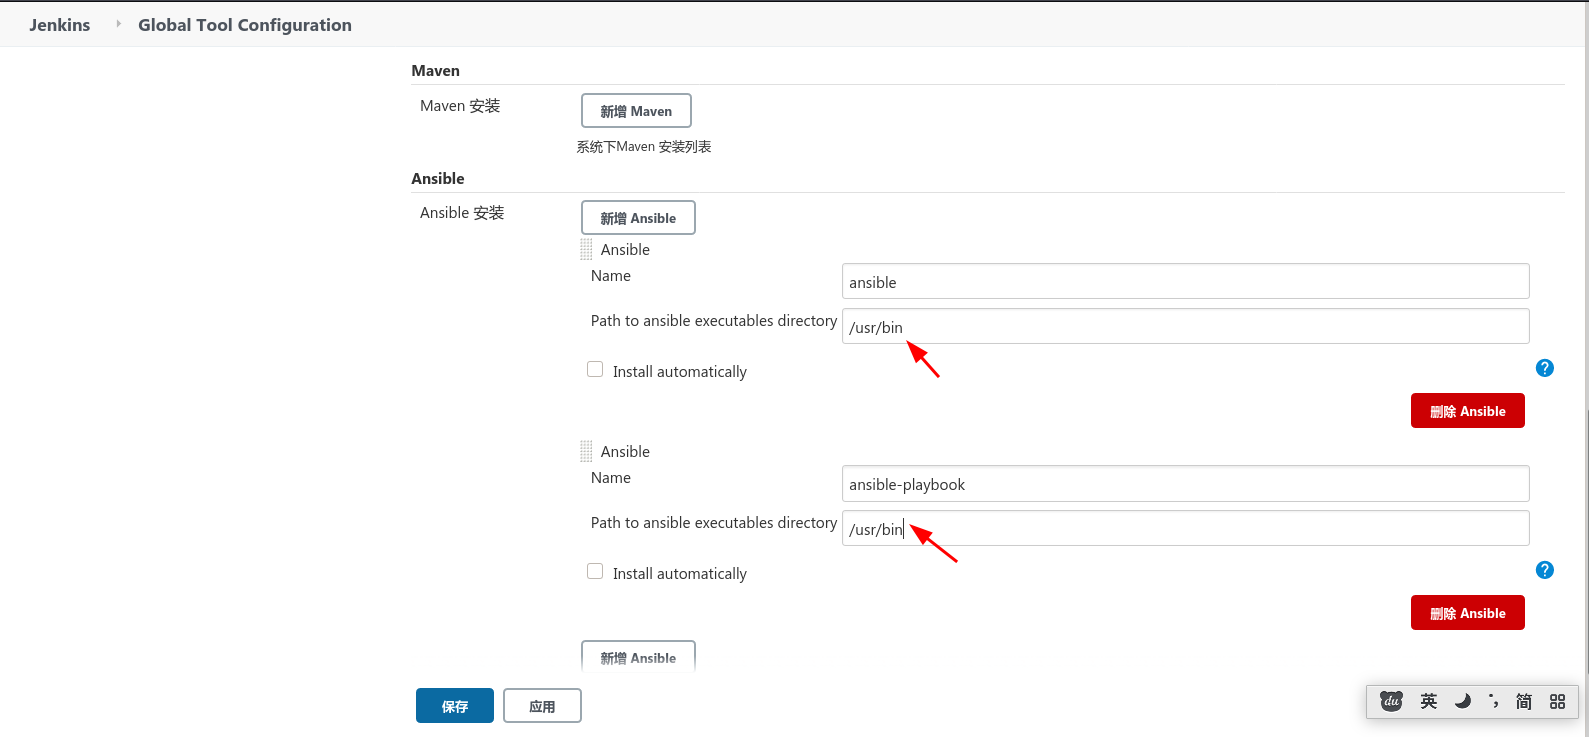 Jenkins Global Tool Configuration
Maven
Maven 安装
新增 Maven
系统下Maven 安装列表
Ansible
Ansible 安装
新增 Ansible
Ansible
Name
ansible
Path to ansible executables directory
/usr/bin
Install automatically
?
删除 Ansible
Ansible
Name
ansible-playbook
Path to ansible executables directory
/usr/bin
Install automatically
?
删除 Ansible
新增 Ansible
保存
应用
du 英 简